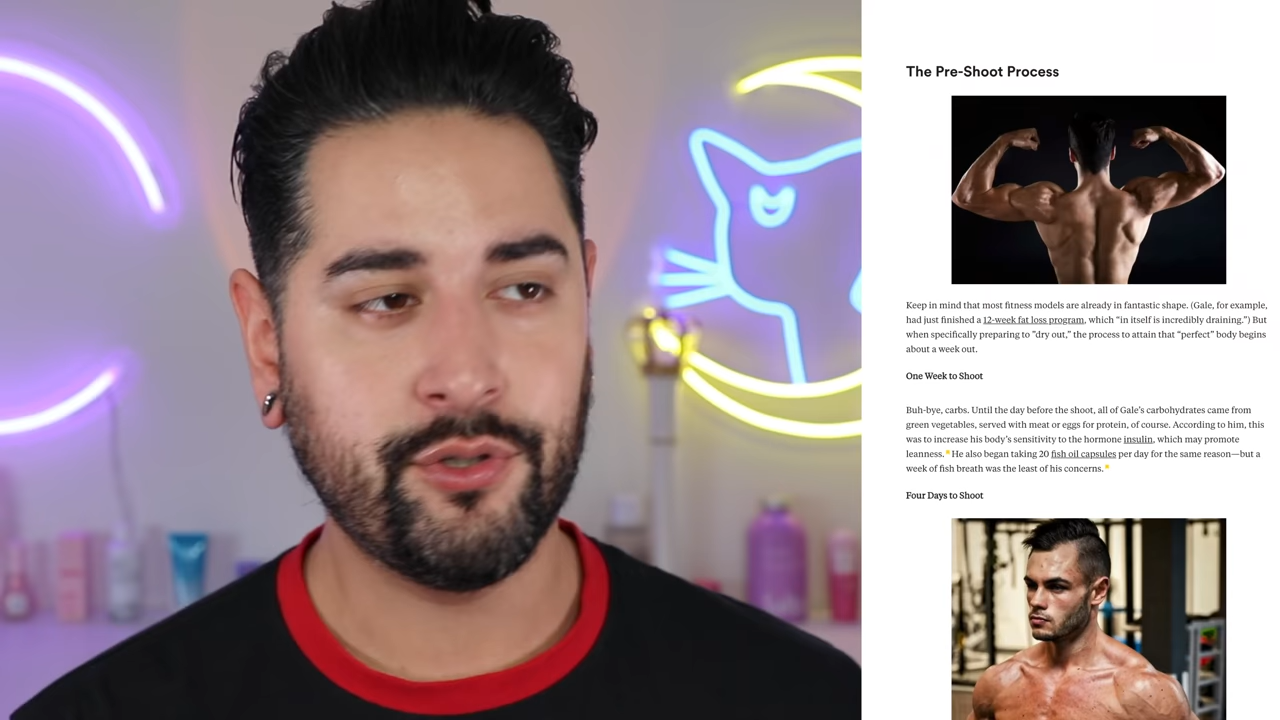 The Pre-Shoot Process
Keep in mind that most fitness models are already in fantastic shape. (Gale, for example,
had just finished a 12-week fat loss program, which “in itself is incredibly draining.”) But
when specifically preparing to “dry out,” the process to attain that “perfect” body begins
about a week out.
One Week to Shoot
Buh-bye, carbs. Until the day before the shoot, all of Gale’s carbohydrates came from
green vegetables, served with meat or eggs for protein, of course. According to him, this
was to increase his body’s sensitivity to the hormone insulin, which may promote
leanness. He also began taking 20 fish oil capsules per day for the same reason—but a
week of fish breath was the least of his concerns.
Four Days to Shoot